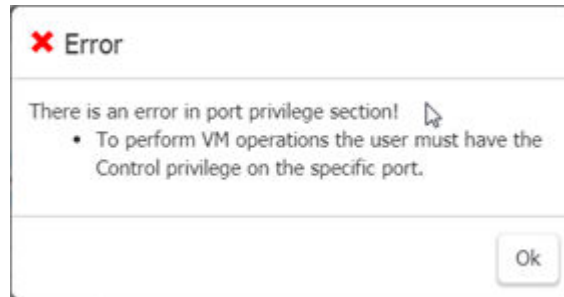 Error
There is an error in port privilege section!
• To perform VM operations the user must have the
Control privilege on the specific port.
Ok